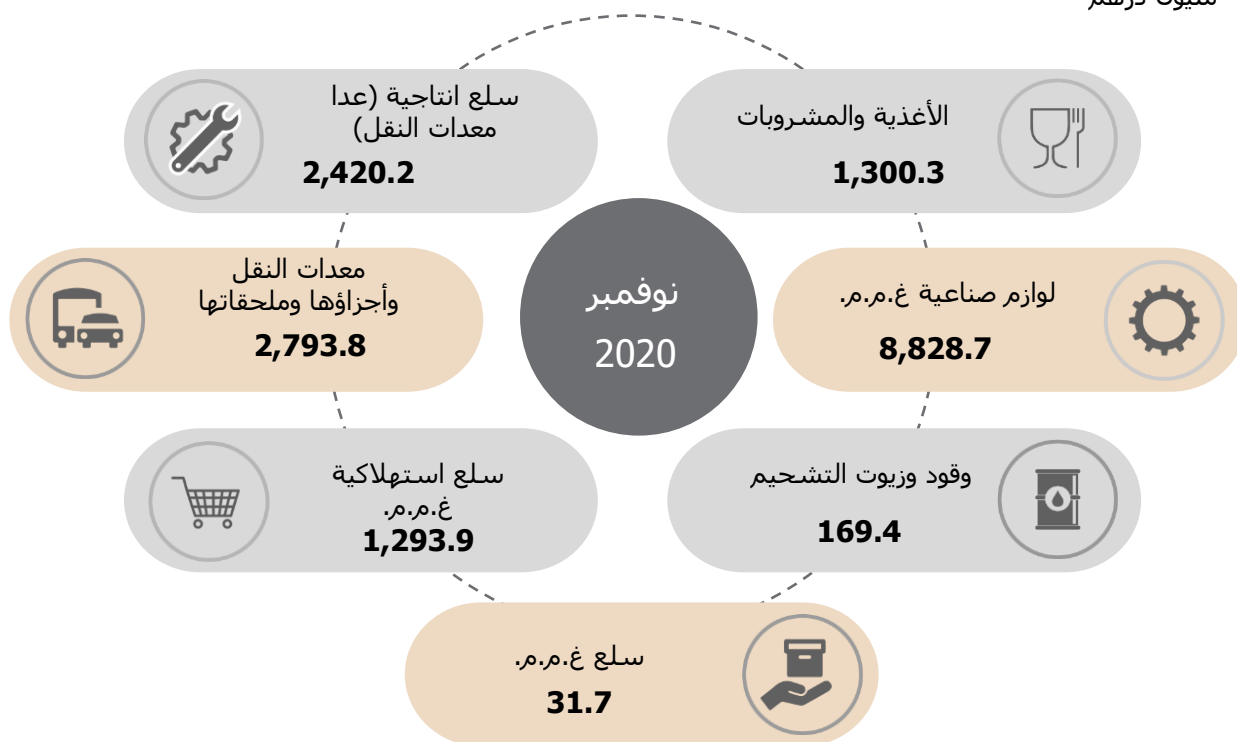 مليون درهم
الأغذية والمشروبات
1,300.3
سلع انتاجية (عدا
معدات النقل)
2,420.2
لوازم صناعية غ.م.م.
8,828.7
نوفمبر
2020
معدات النقل
وأجزاؤها وملحقاتها
2,793.8
وقود وزيوت التشحيم
169.4
سلع استهلاكية
غ.م.م.
1,293.9
سلع غ.م.م.
31.7